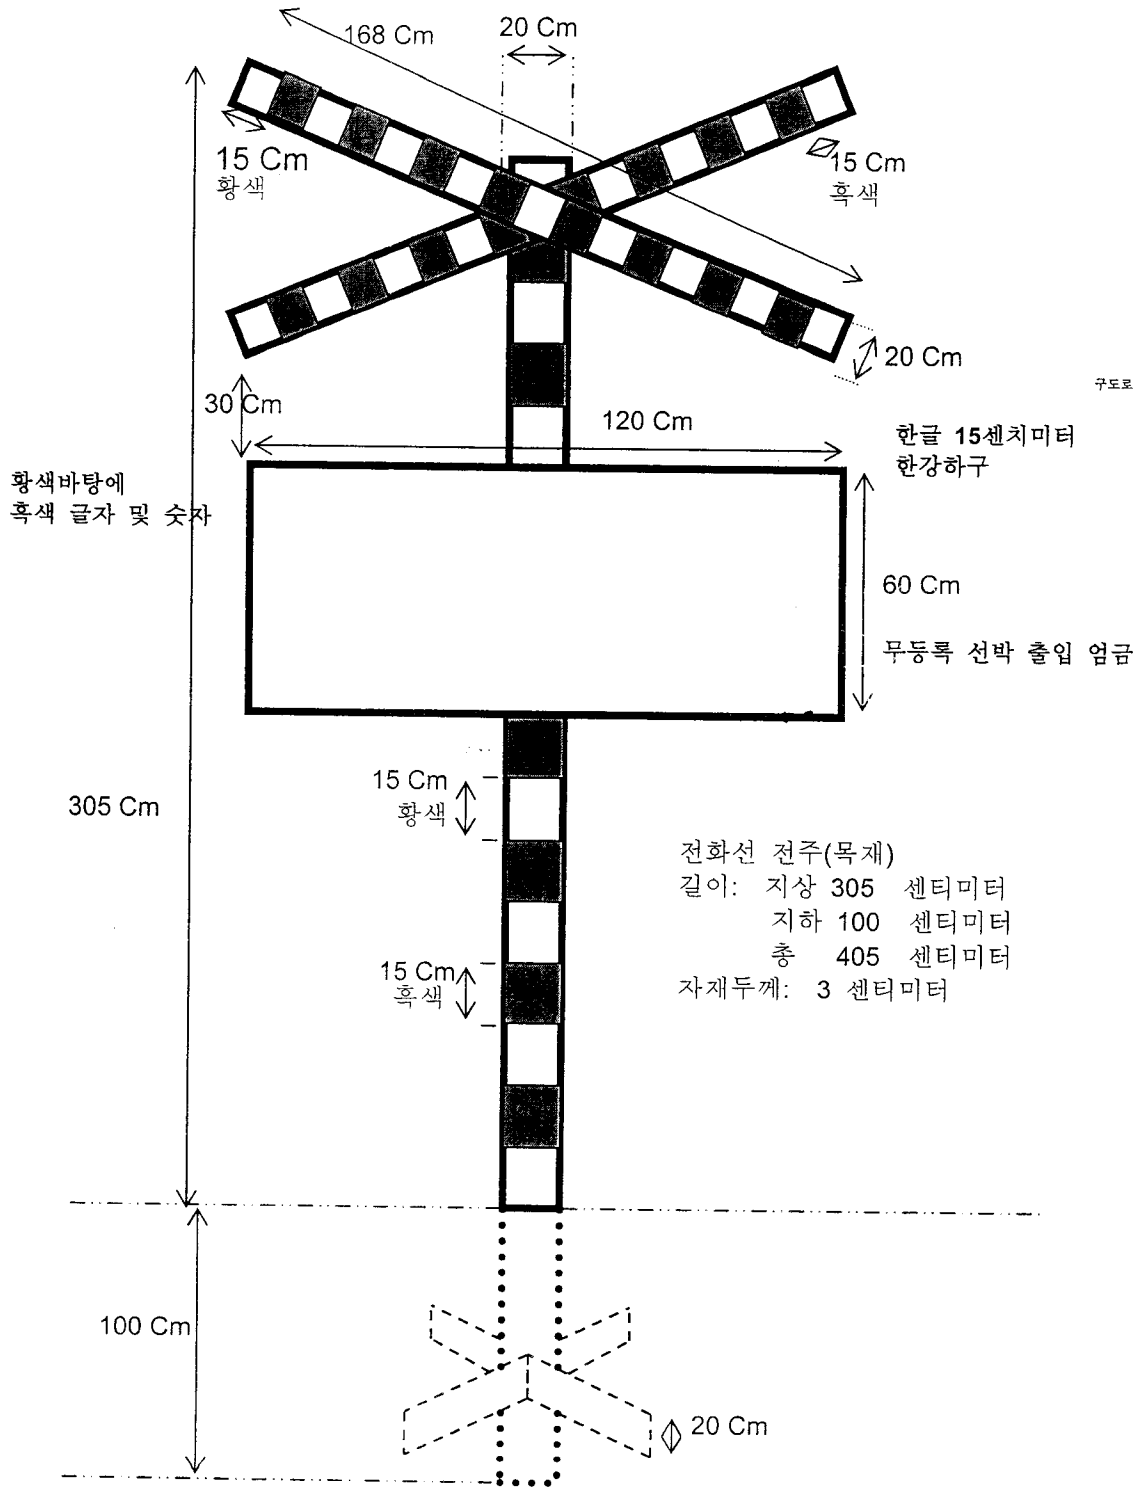 168 Cm
20 Cm
15 Cm
황색
15 Cm
흑색
20 Cm
구도로
30 Cm
120 Cm
한글 15센치미터
한강하구
황색바탕에
흑색 글자 및 숫자
60 Cm
무등록 선박 출입 엄금
305 Cm
15 Cm
황색
전화선 전주(목재)
길이: 지상 305 센티미터
지하 100 센티미터
총 405 센티미터
자재두께: 3 센티미터
15 Cm
흑색
100 Cm
20 Cm